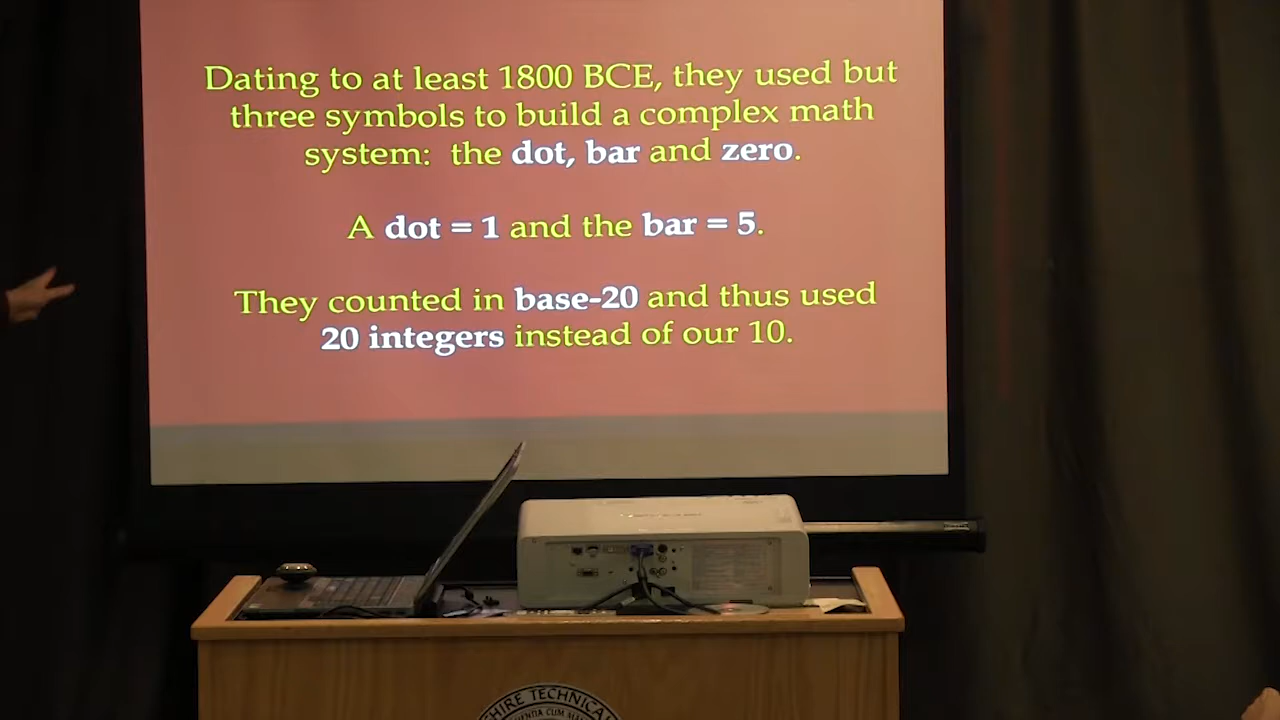 Dating to at least 1800 BCE, they used but
three symbols to build a complex math
system: the dot, bar and zero.
A dot = 1 and the bar = 5.
They counted in base-20 and thus used
20 integers instead of our 10.
HIRE TECHNICA